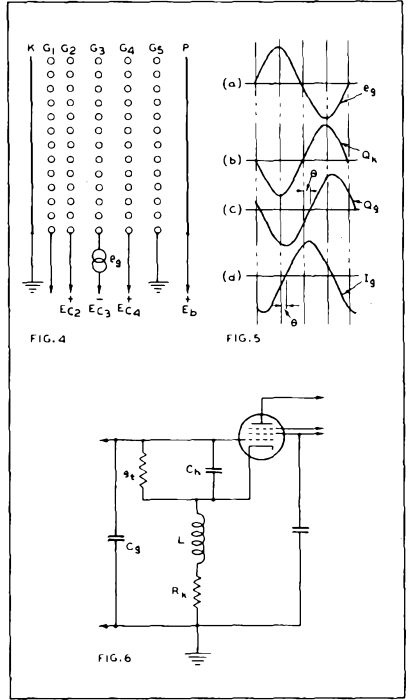 K G1 G2 G3 G4 G5 P
eg
+ − + +
EC2 EC3 EC4 Eb
FIG. 4
(a)
eg
(b)
Qh
θ
(c)
Qg
(d)
Ig
θ
FIG. 5
gt
Ch
Cg
L
Rk
FIG. 6